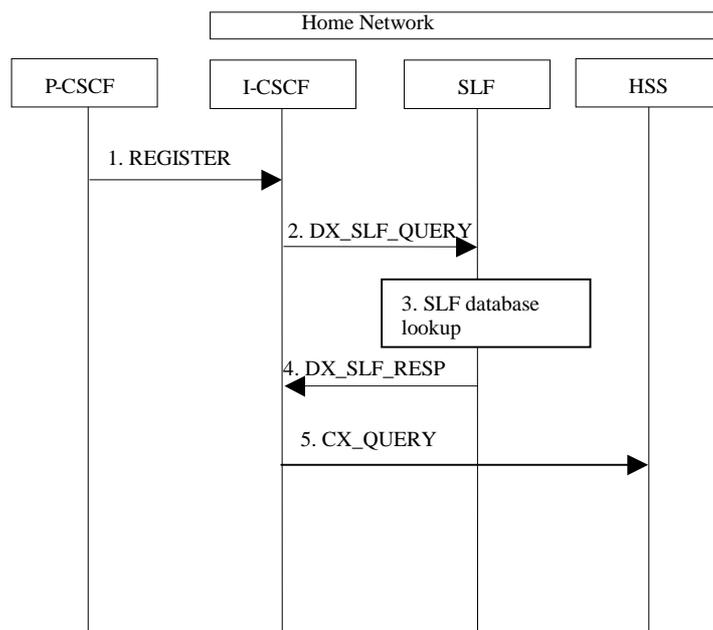 Home Network
P-CSCF
I-CSCF
SLF
HSS
1. REGISTER
2. DX_SLF_QUERY
3. SLF database
lookup
4. DX_SLF_RESP
5. CX_QUERY